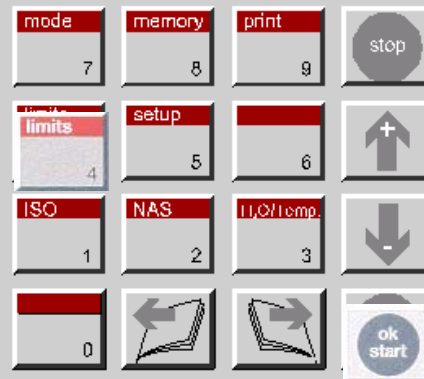 mode
7
memory
8
print
9
stop
limits
limits
4
setup
5
6
+
ISO
1
NAS
2
H₂O/Temp.
3
-
0
ok
start